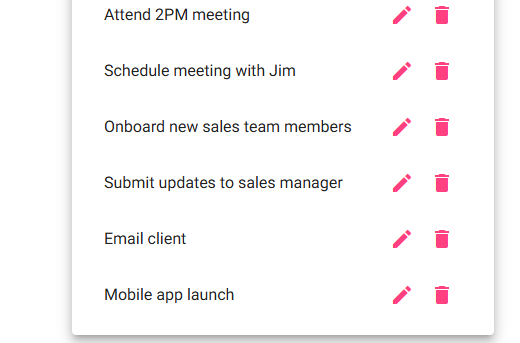 Attend 2PM meeting
Schedule meeting with Jim
Onboard new sales team members
Submit updates to sales manager
Email client
Mobile app launch